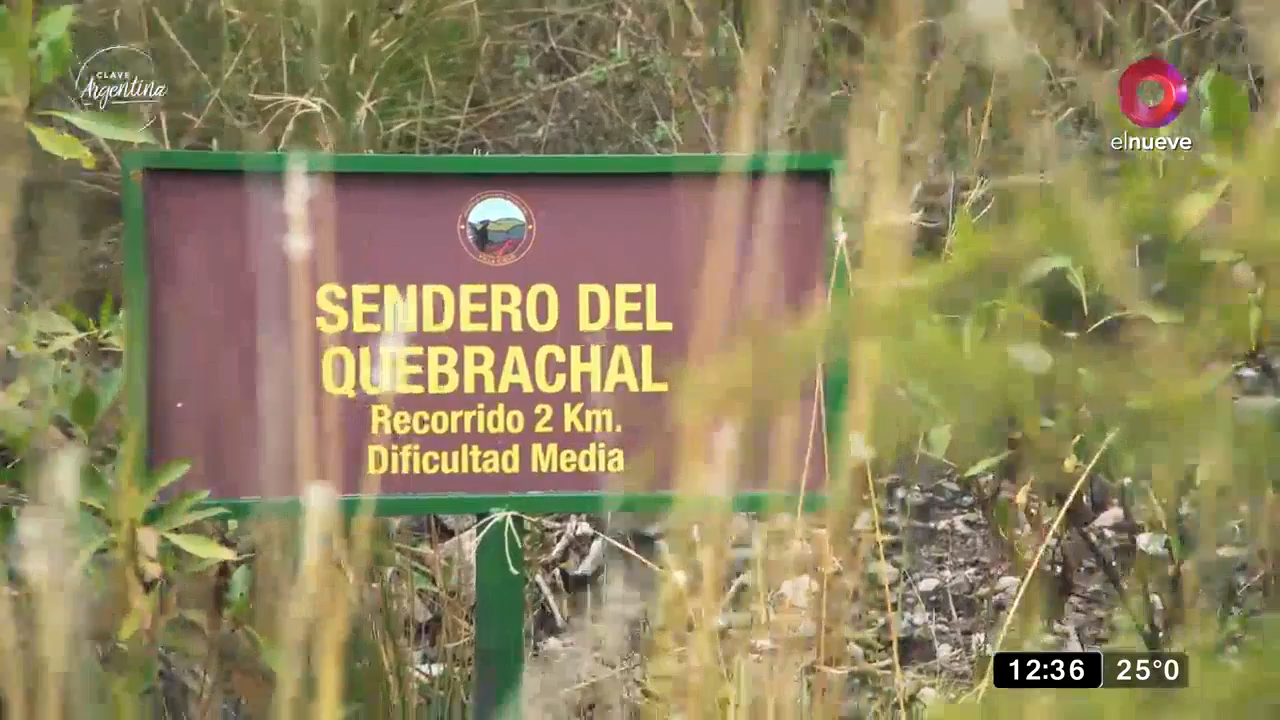 CLAVE
Argentina
elnueve
SENDERO DEL
QUEBRACHAL
Recorrido 2 Km.
Dificultad Media
12:36 25°0